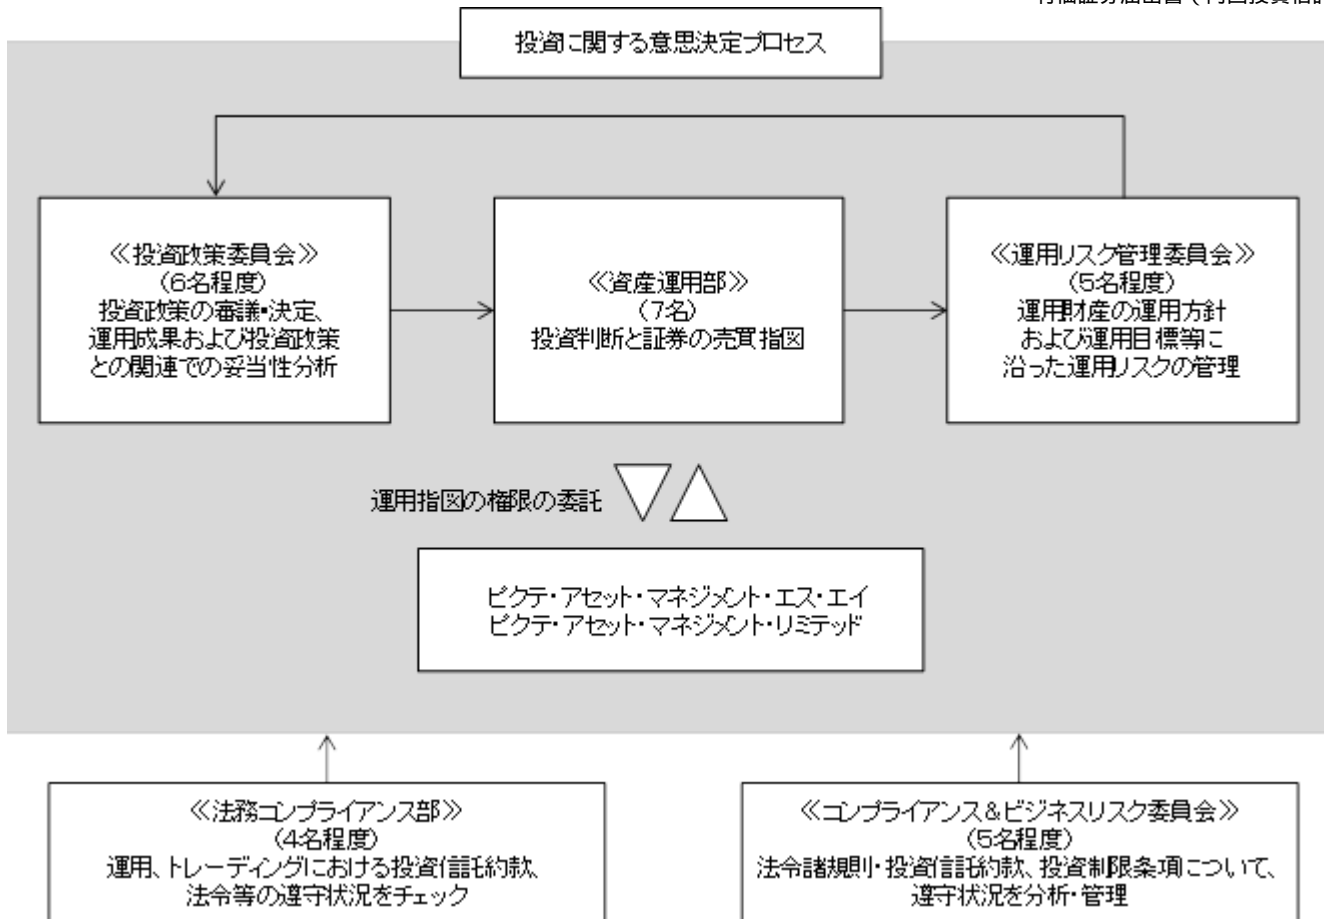 投資に関する意思決定プロセス
≪投資政策委員会≫
(6名程度)
投資政策の審議・決定、
運用成果および投資政策
との関連での妥当性分析
≪資産運用部≫
(7名)
投資判断と証券の売買指図
≪運用リスク管理委員会≫
(5名程度)
運用財産の運用方針
および運用目標等に
沿った運用リスクの管理
運用指図の権限の委託
ピクテ・アセット・マネジメント・エス・エイ
ピクテ・アセット・マネジメント・リミテッド
≪法務コンプライアンス部≫
(4名程度)
運用、トレーディングにおける投資信託約款、
法令等の遵守状況をチェック
≪コンプライアンス&ビジネスリスク委員会≫
(5名程度)
法令諸規則・投資信託約款、投資制限条項について、
遵守状況を分析・管理